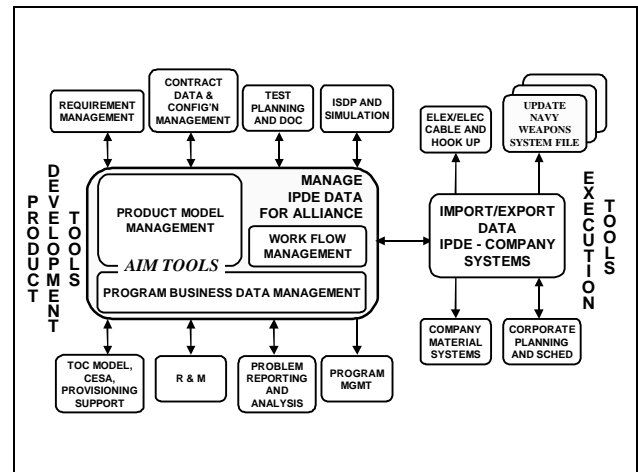 REQUIREMENT
MANAGEMENT
CONTRACT
DATA &
CONFIG'N
MANAGEMENT
TEST
PLANNING
AND DOC
ISDP AND
SIMULATION
ELEX/ELEC
CABLE AND
HOOK UP
UPDATE
NAVY
WEAPONS
SYSTEM FILE
PRODUCT
DEVELOPMENT
TOOLS
MANAGE
IPDE DATA
FOR ALLIANCE
PRODUCT MODEL
MANAGEMENT
WORK FLOW
MANAGEMENT
AIM TOOLS
PROGRAM BUSINESS DATA MANAGEMENT
IMPORT/EXPORT
DATA
IPDE - COMPANY
SYSTEMS
EXECUTION
TOOLS
TOC MODEL,
CESA,
PROVISIONING
SUPPORT
R & M
PROBLEM
REPORTING
AND
ANALYSIS
PROGRAM
MGMT
COMPANY
MATERIAL
SYSTEMS
CORPORATE
PLANNING
AND SCHED